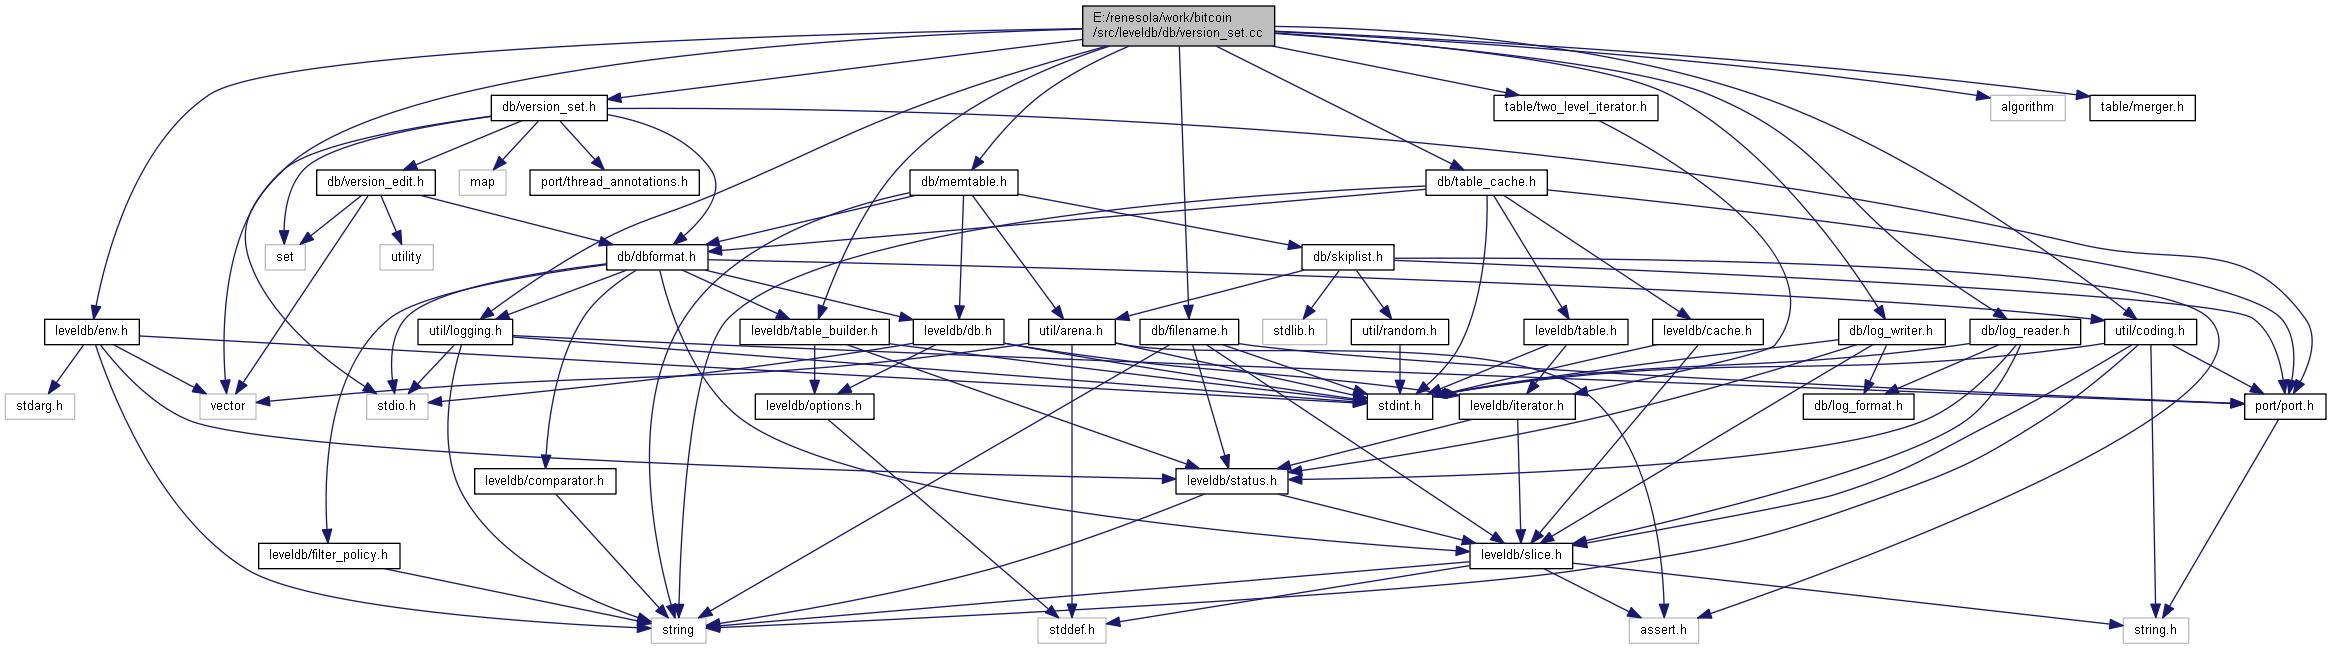 E:/renesola/work/bitcoin
/src/leveldb/db/version_set.cc
db/version_set.h
table/two_level_iterator.h
algorithm
table/merger.h
db/version_edit.h
map
port/thread_annotations.h
db/memtable.h
db/table_cache.h
set
utility
db/dbformat.h
db/skiplist.h
leveldb/env.h
util/logging.h
leveldb/table_builder.h
leveldb/db.h
util/arena.h
db/filename.h
stdlib.h
util/random.h
leveldb/table.h
leveldb/cache.h
db/log_writer.h
db/log_reader.h
util/coding.h
stdarg.h
vector
stdio.h
leveldb/options.h
stdint.h
leveldb/iterator.h
db/log_format.h
port/port.h
leveldb/comparator.h
leveldb/status.h
leveldb/filter_policy.h
leveldb/slice.h
string
stddef.h
assert.h
string.h